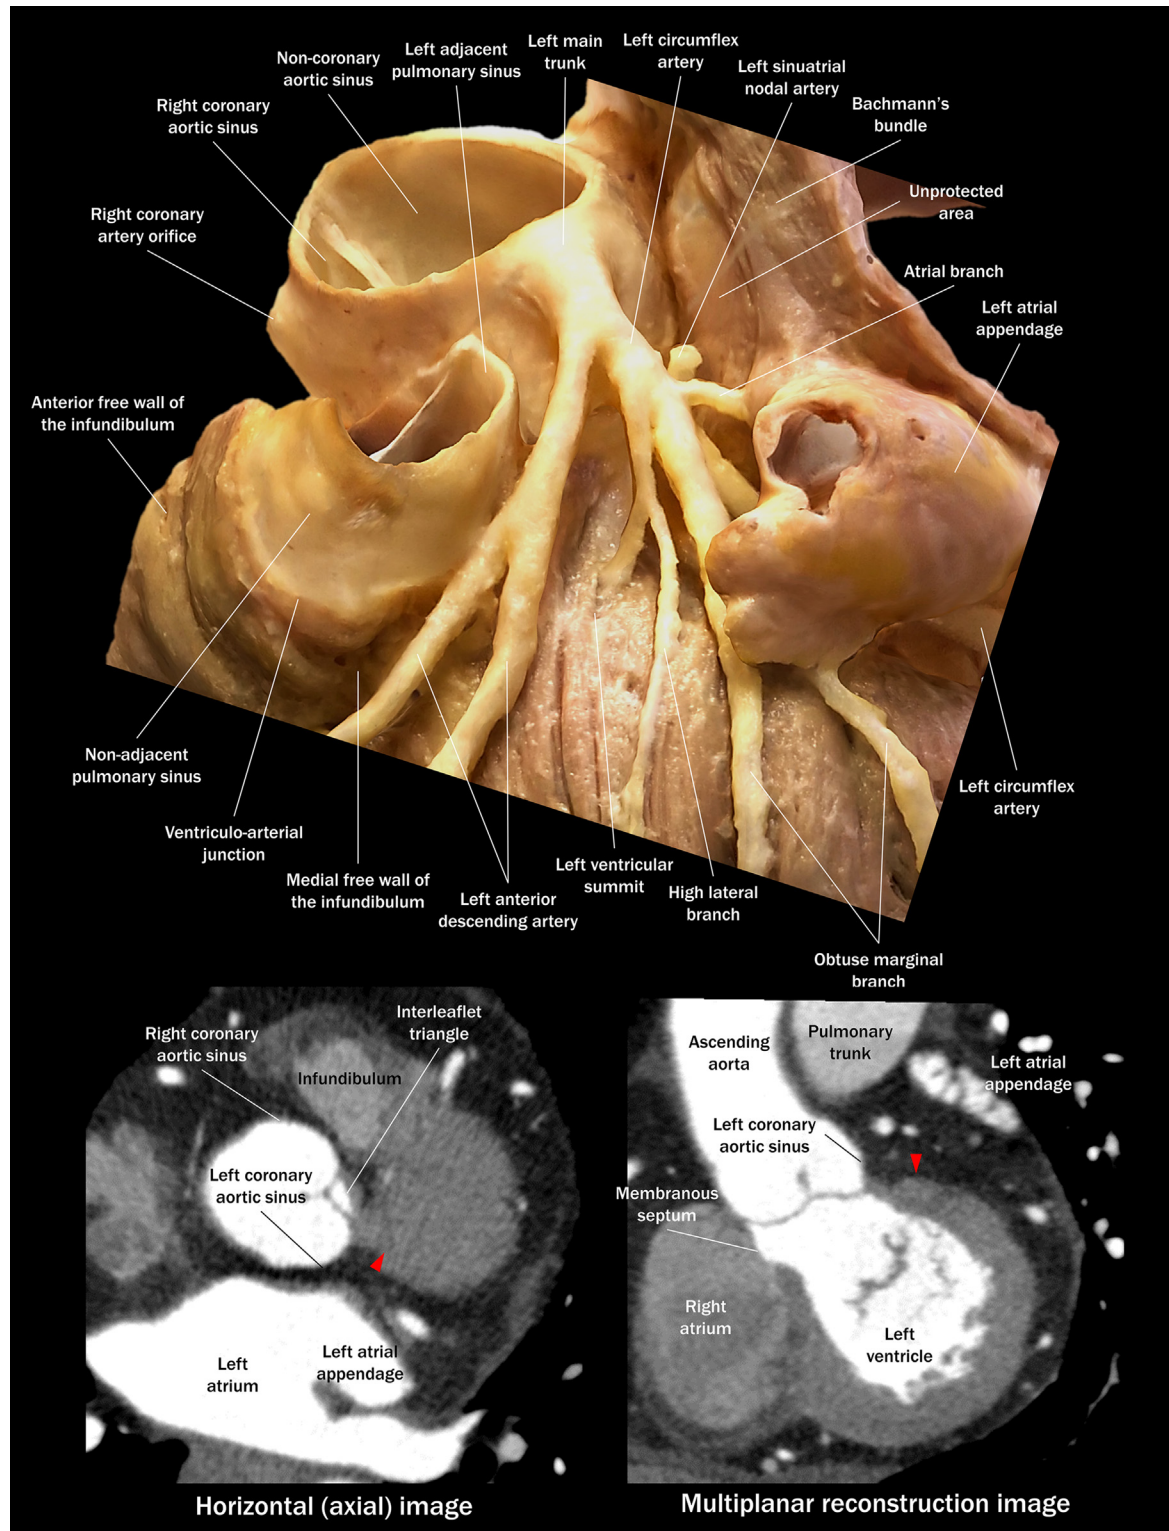 Left main
trunk
Left circumflex
artery
Left adjacent
pulmonary sinus
Non-coronary
aortic sinus
Left sinuatrial
nodal artery
Right coronary
aortic sinus
Bachmann's
bundle
Unprotected
area
Right coronary
artery orifice
Atrial branch
Left atrial
appendage
Anterior free wall of
the infundibulum
Non-adjacent
pulmonary sinus
Left circumflex
artery
Ventriculo-arterial
junction
Medial free wall of
the infundibulum
Left anterior
descending artery
Left ventricular
summit
High lateral
branch
Obtuse marginal
branch
Right coronary
aortic sinus
Interleaflet
triangle
Infundibulum
Left coronary
aortic sinus
Left
atrium
Left atrial
appendage
Horizontal (axial) image
Ascending
aorta
Pulmonary
trunk
Left atrial
appendage
Left coronary
aortic sinus
Membranous
septum
Right
atrium
Left
ventricle
Multiplanar reconstruction image